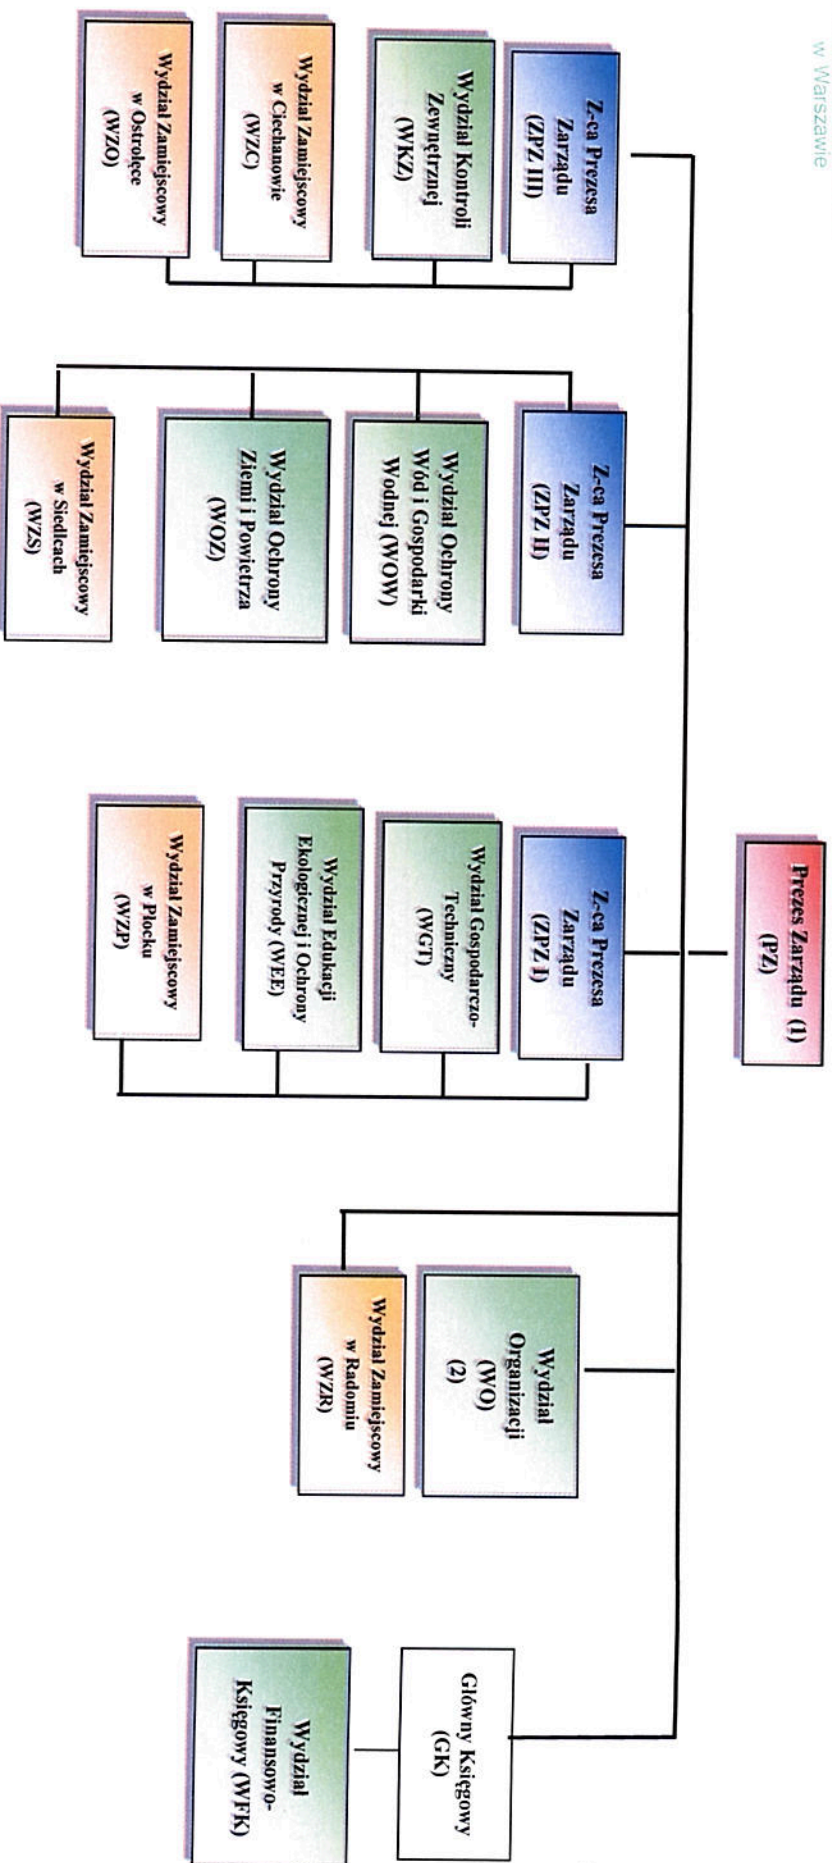 w Warszawie
Prezes Zarządu (1)
(PZ)
Z-ca Prezesa
Zarządu
(ZPZ III)
Wydział Kontroli
Zewnętrznej
(WKZ)
Wydział Zamiejscowy
w Ciechanowie
(WZC)
Wydział Zamiejscowy
w Ostrołęce
(WZO)
Z-ca Prezesa
Zarządu
(ZPZ II)
Wydział Ochrony
Wód i Gospodarki
Wodnej (WOW)
Wydział Ochrony
Ziemi i Powietrza
(WOZ)
Wydział Zamiejscowy
w Siedlcach
(WZS)
Z-ca Prezesa
Zarządu
(ZPZ I)
Wydział Gospodarczo-
Techniczny
(WGT)
Wydział Edukacji
Ekologicznej i Ochrony
Przyrody (WEE)
Wydział Zamiejscowy
w Płocku
(WZP)
Wydział
Organizacji
(WO)
(2)
Wydział Zamiejscowy
w Radomiu
(WZR)
Główny Księgowy
(GK)
Wydział
Finansowo-
Księgowy (WFK)